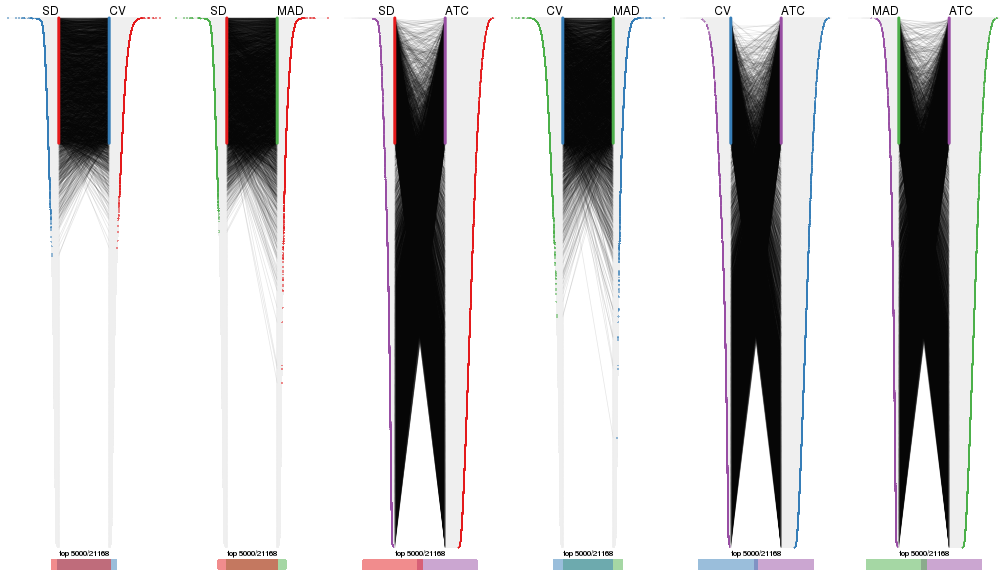 SD CV
SD MAD
SD ATC
CV MAD
CV ATC
MAD ATC
top 5000/21168
top 5000/21168
top 5000/21168
top 5000/21168
top 5000/21168
top 5000/21168